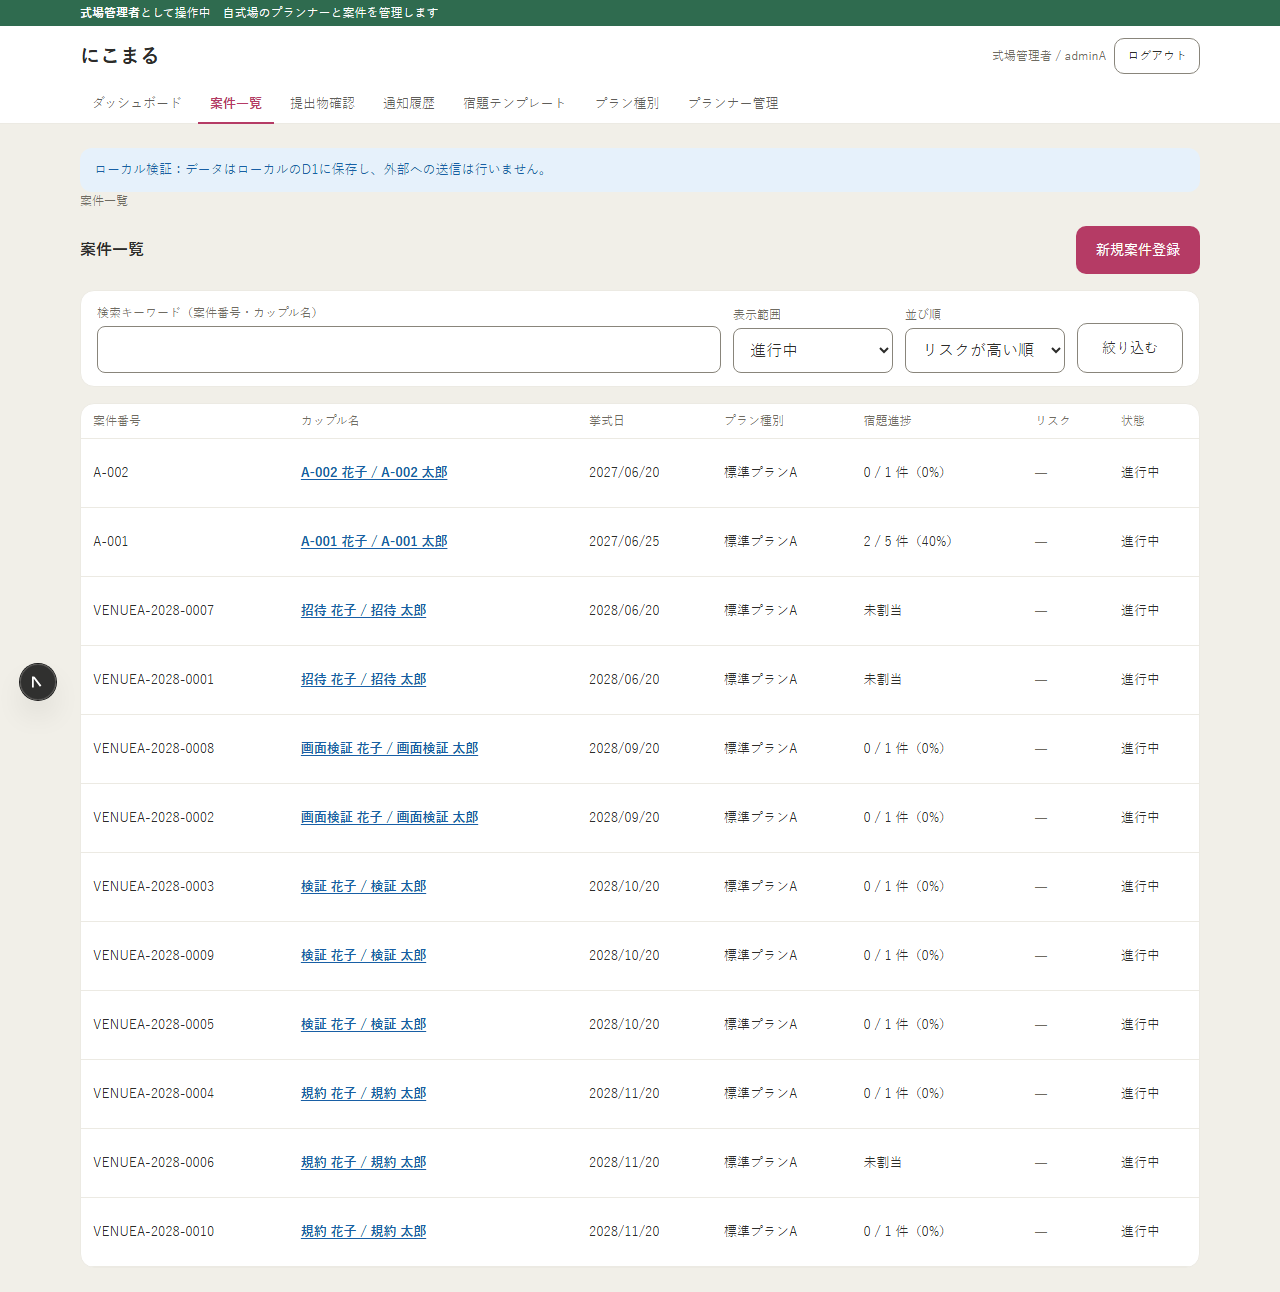 式場管理者として操作中　自式場のプランナーと案件を管理します
にこまる
式場管理者 / adminA
ログアウト
ダッシュボード
案件一覧
提出物確認
通知履歴
宿題テンプレート
プラン種別
プランナー管理
ローカル検証：データはローカルのD1に保存し、外部への送信は行いません。
案件一覧
案件一覧
新規案件登録
検索キーワード（案件番号・カップル名）
表示範囲
並び順
進行中
リスクが高い順
絞り込む
案件番号 カップル名 挙式日 プラン種別 宿題進捗 リスク 状態
A-002 A-002 花子 / A-002 太郎 2027/06/20 標準プランA 0 / 1 件（0%） — 進行中
A-001 A-001 花子 / A-001 太郎 2027/06/25 標準プランA 2 / 5 件（40%） — 進行中
VENUEA-2028-0007 招待 花子 / 招待 太郎 2028/06/20 標準プランA 未割当 — 進行中
VENUEA-2028-0001 招待 花子 / 招待 太郎 2028/06/20 標準プランA 未割当 — 進行中
VENUEA-2028-0008 画面検証 花子 / 画面検証 太郎 2028/09/20 標準プランA 0 / 1 件（0%） — 進行中
VENUEA-2028-0002 画面検証 花子 / 画面検証 太郎 2028/09/20 標準プランA 0 / 1 件（0%） — 進行中
VENUEA-2028-0003 検証 花子 / 検証 太郎 2028/10/20 標準プランA 0 / 1 件（0%） — 進行中
VENUEA-2028-0009 検証 花子 / 検証 太郎 2028/10/20 標準プランA 0 / 1 件（0%） — 進行中
VENUEA-2028-0005 検証 花子 / 検証 太郎 2028/10/20 標準プランA 0 / 1 件（0%） — 進行中
VENUEA-2028-0004 規約 花子 / 規約 太郎 2028/11/20 標準プランA 0 / 1 件（0%） — 進行中
VENUEA-2028-0006 規約 花子 / 規約 太郎 2028/11/20 標準プランA 未割当 — 進行中
VENUEA-2028-0010 規約 花子 / 規約 太郎 2028/11/20 標準プランA 0 / 1 件（0%） — 進行中